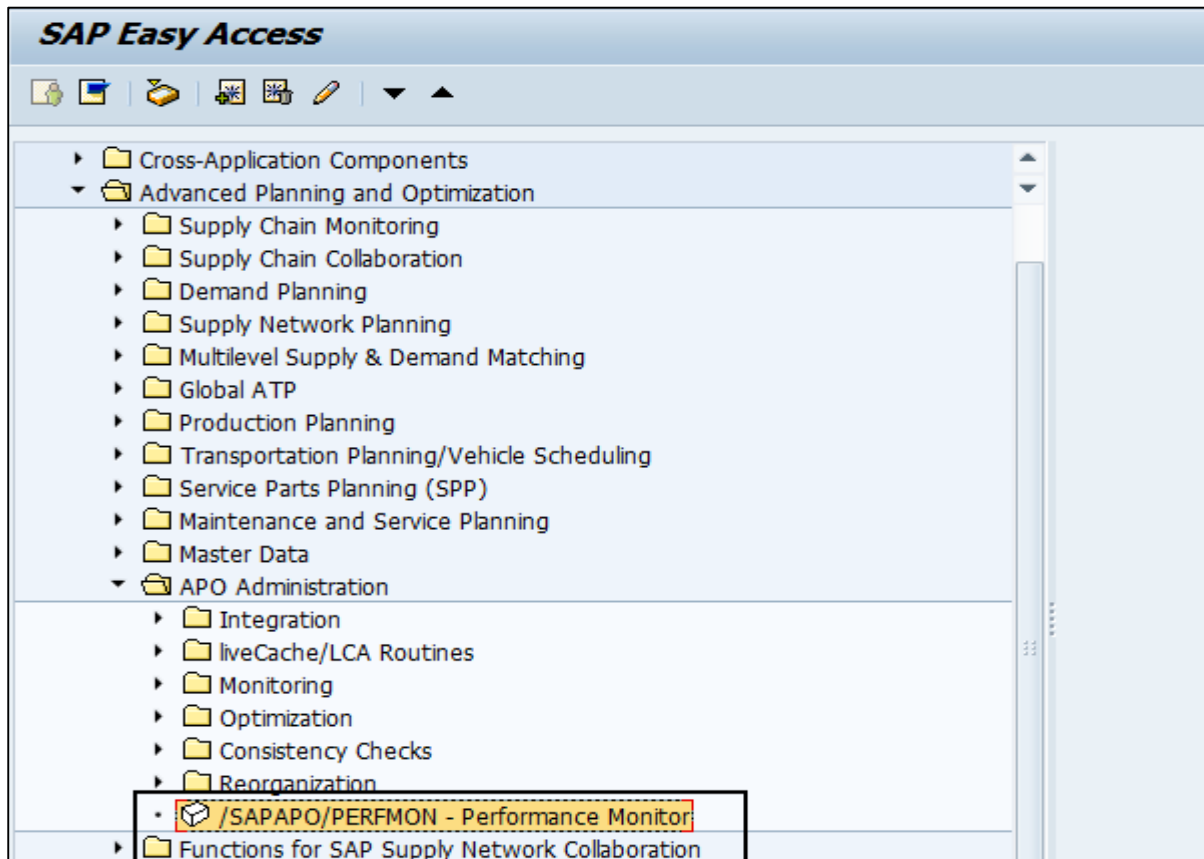 SAP Easy Access
Cross-Application Components
Advanced Planning and Optimization
Supply Chain Monitoring
Supply Chain Collaboration
Demand Planning
Supply Network Planning
Multilevel Supply & Demand Matching
Global ATP
Production Planning
Transportation Planning/Vehicle Scheduling
Service Parts Planning (SPP)
Maintenance and Service Planning
Master Data
APO Administration
Integration
liveCache/LCA Routines
Monitoring
Optimization
Consistency Checks
Reorganization
/SAPAPO/PERFMON - Performance Monitor
Functions for SAP Supply Network Collaboration